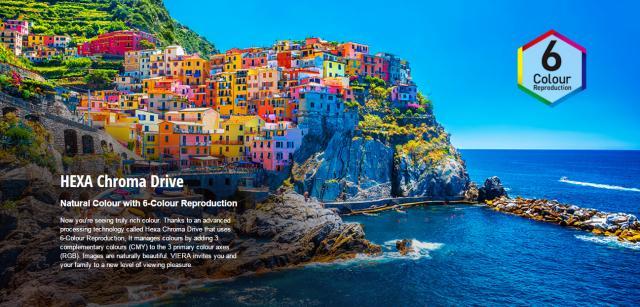 6
Colour
Reproduction
HEXA Chroma Drive
Natural Colour with 6-Colour Reproduction
Now you're seeing truly rich colour. Thanks to an advanced
processing technology called Hexa Chroma Drive that uses
6-Colour Reproduction, It manages colours by adding 3
complementary colours (CMY) to the 3 primary colour axes
(RGB). Images are naturally beautiful. VIERA invites you and
your family to a new level of viewing pleasure.